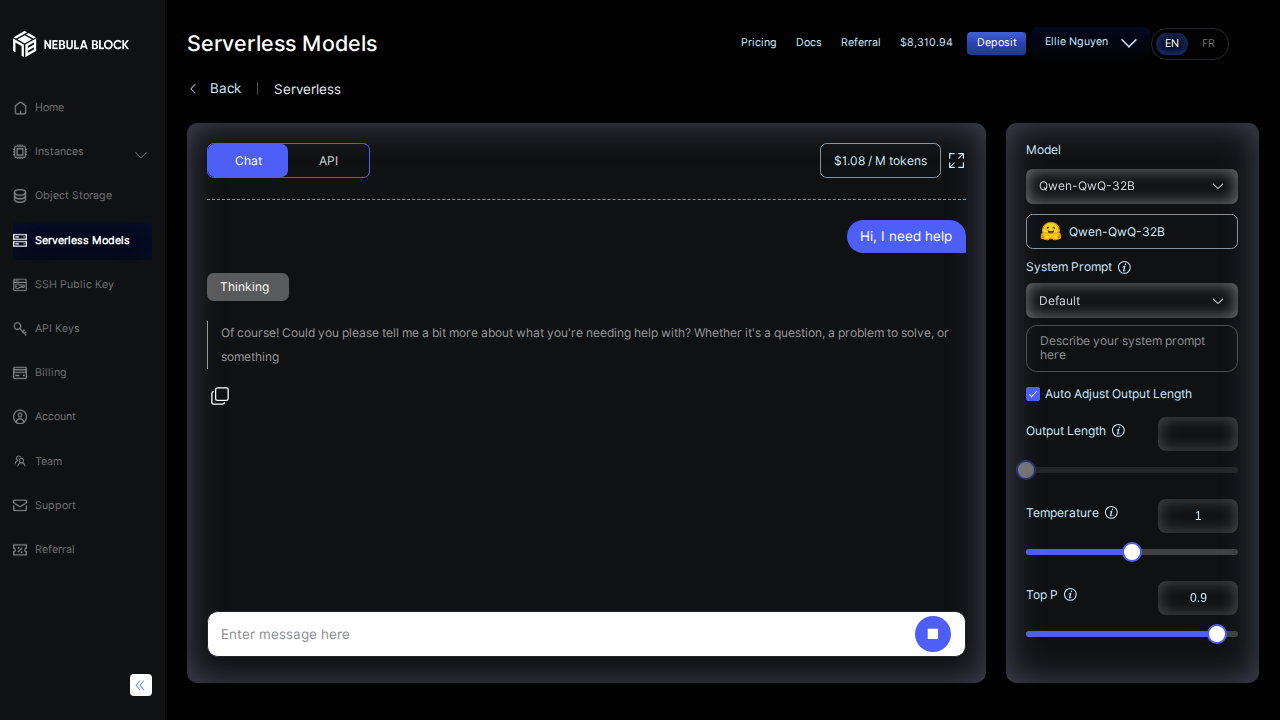 NEBULA BLOCK
Home
Instances
Object Storage
Serverless Models
SSH Public Key
API Keys
Billing
Account
Team
Support
Referral
Serverless Models
Pricing Docs Referral $8,310.94 Deposit Ellie Nguyen EN FR
Back Serverless
Chat API $1.08 / M tokens
Hi, I need help
Thinking
Of course! Could you please tell me a bit more about what you're needing help with? Whether it's a question, a problem to solve, or
something
Enter message here
Model
Qwen-QwQ-32B
Qwen-QwQ-32B
System Prompt
Default
Describe your system prompt
here
Auto Adjust Output Length
Output Length
Temperature 1
Top P 0.9